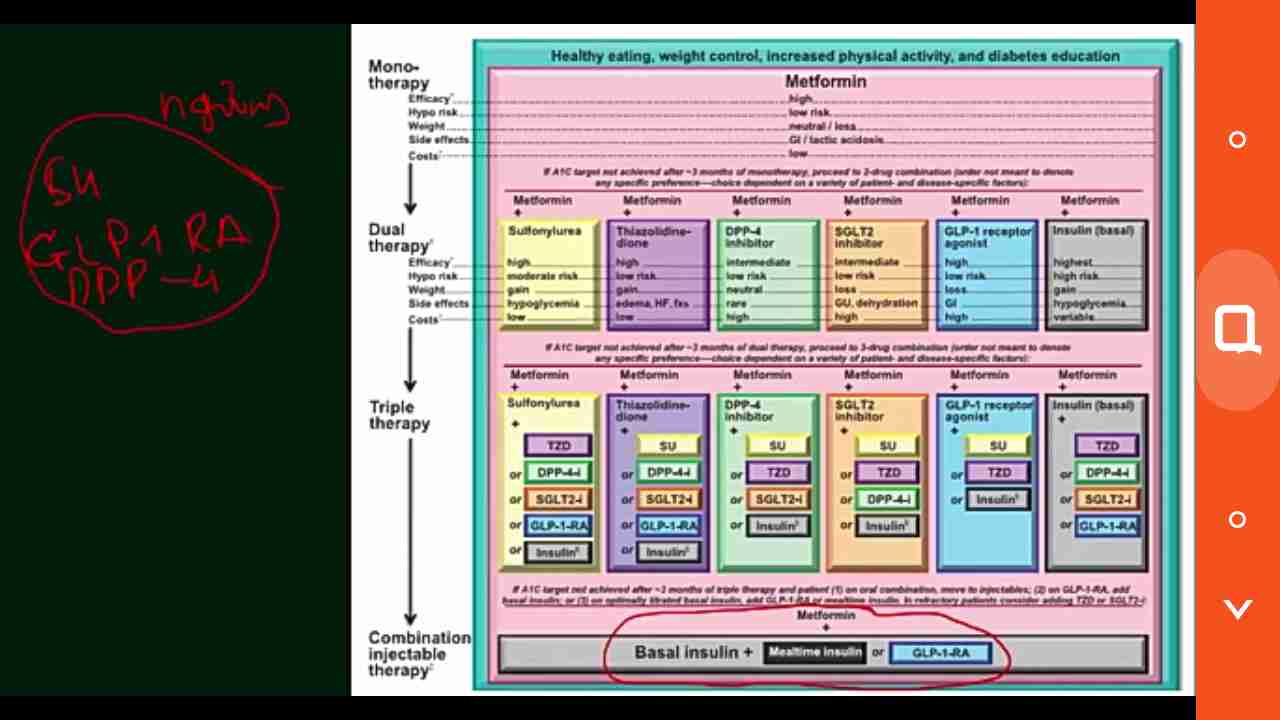 ngừng
SU
GLP1 RA
DPP-4
Healthy eating, weight control, increased physical activity, and diabetes education
Mono-
therapy
Metformin
Efficacy* high
Hypo risk low risk
Weight neutral / loss
Side effects GI / lactic acidosis
Costs* low
If A1C target not achieved after ~3 months of monotherapy, proceed to 2-drug combination (order not meant to denote
any specific preference—choice dependent on a variety of patient- and disease-specific factors):
Metformin Metformin Metformin Metformin Metformin Metformin
+ + + + + +
Dual
therapy†
Sulfonylurea Thiazolidine-dione DPP-4 inhibitor SGLT2 inhibitor GLP-1 receptor agonist Insulin (basal)
Efficacy* high high intermediate intermediate high highest
Hypo risk moderate risk low risk low risk low risk low risk high risk
Weight gain gain neutral loss loss gain
Side effects hypoglycemia edema, HF, fxs rare GU, dehydration GI hypoglycemia
Costs* low low high high high variable
If A1C target not achieved after ~3 months of dual therapy, proceed to 3-drug combination (order not meant to denote
any specific preference—choice dependent on a variety of patient- and disease-specific factors):
Metformin Metformin Metformin Metformin Metformin Metformin
+ + + + + +
Triple
therapy
Sulfonylurea Thiazolidine-dione DPP-4 inhibitor SGLT2 inhibitor GLP-1 receptor agonist Insulin (basal)
+ + + + + +
TZD SU SU SU SU TZD
or DPP-4-i or DPP-4-i or TZD or TZD or TZD or DPP-4-i
or SGLT2-i or SGLT2-i or SGLT2-i or DPP-4-i or Insulin§ or SGLT2-i
or GLP-1-RA or GLP-1-RA or Insulin§ or Insulin§ or GLP-1-RA
or Insulin§ or Insulin§
If A1C target not achieved after ~3 months of triple therapy and patient (1) on oral combination, move to injectables; (2) on GLP-1-RA, add
basal insulin; or (3) on optimally titrated basal insulin, add GLP-1-RA or mealtime insulin. In refractory patients consider adding TZD or SGLT2-i:
Metformin
+
Combination
injectable
therapy‡
Basal insulin + Mealtime insulin or GLP-1-RA